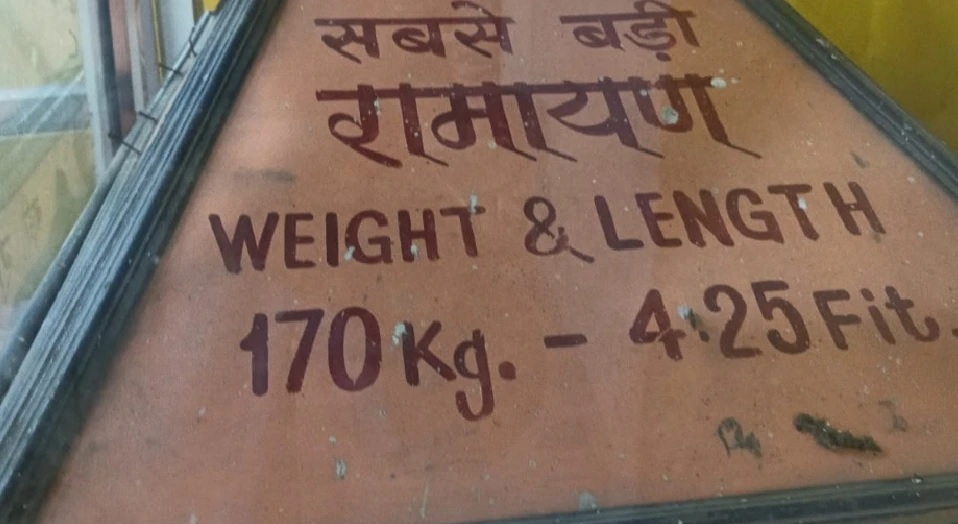 सबसे बड़ी
रामायण
WEIGHT & LENGTH
170 Kg. - 4.25 Fit.